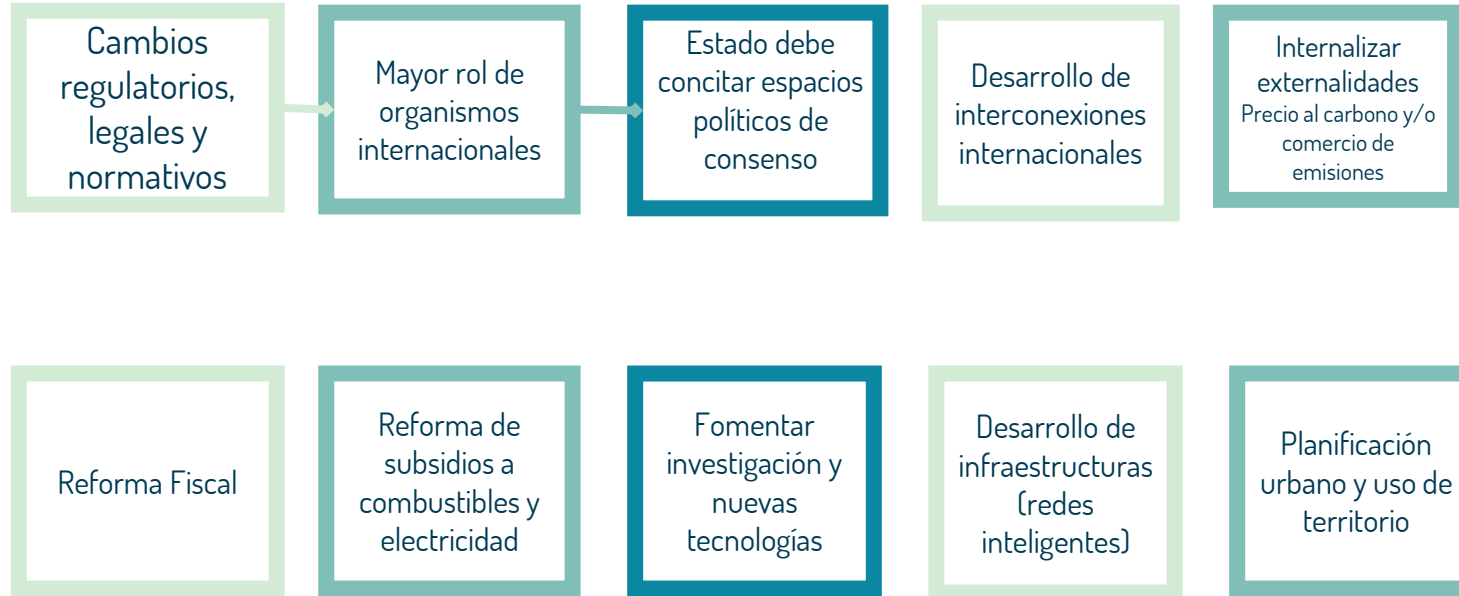 Cambios
regulatorios,
legales y
normativos
Mayor rol de
organismos
internacionales
Estado debe
concitar espacios
políticos de
consenso
Desarrollo de
interconexiones
internacionales
Internalizar
externalidades
Precio al carbono y/o
comercio de
emisiones
Reforma Fiscal
Reforma de
subsidios a
combustibles y
electricidad
Fomentar
investigación y
nuevas
tecnologías
Desarrollo de
infraestructuras
(redes
inteligentes)
Planificación
urbano y uso de
territorio